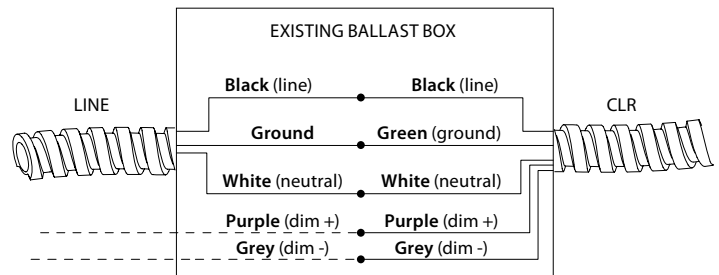 EXISTING BALLAST BOX
LINE
CLR
Black (line) Black (line)
Ground Green (ground)
White (neutral) White (neutral)
Purple (dim +) Purple (dim +)
Grey (dim -) Grey (dim -)